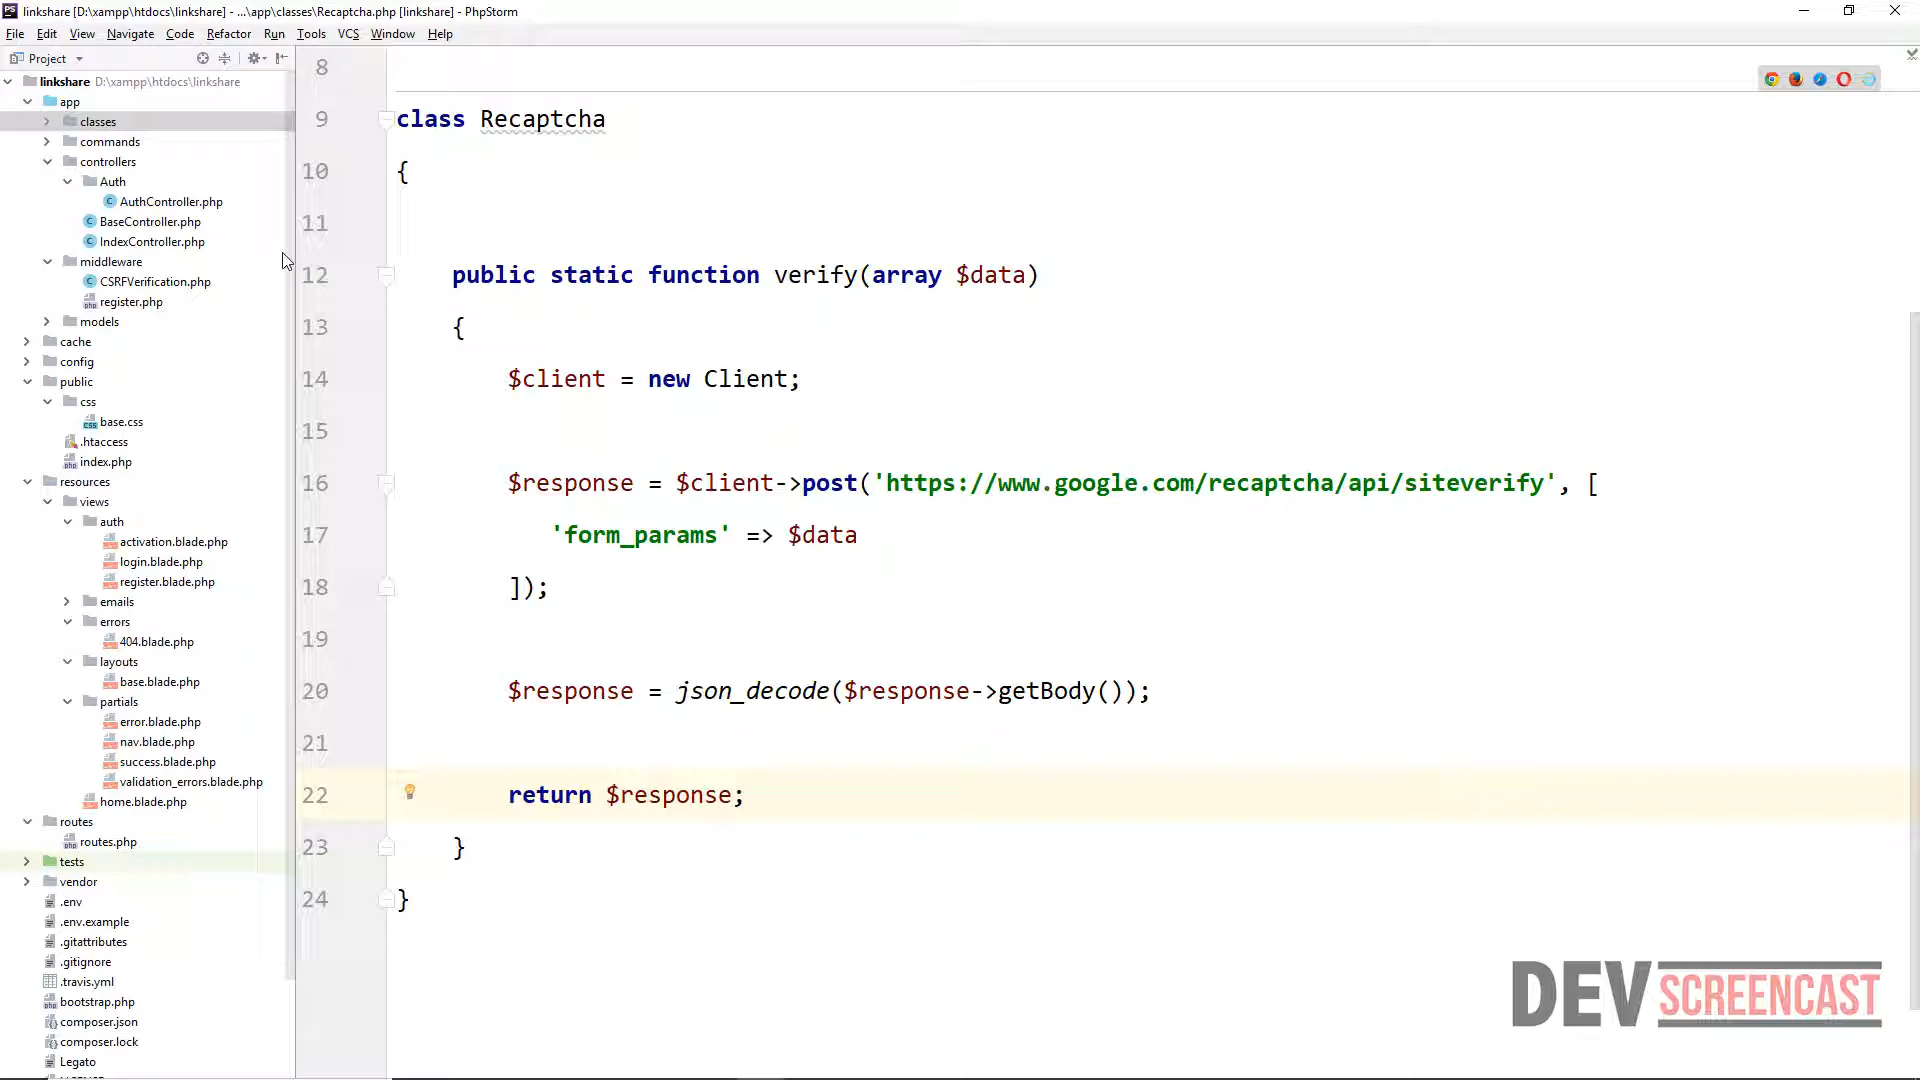 linkshare [D:\xampp\htdocs\linkshare] - ...\app\classes\Recaptcha.php [linkshare] - PhpStorm
File Edit View Navigate Code Refactor Run Tools VCS Window Help
Project
linkshare D:\xampp\htdocs\linkshare
app
classes
commands
controllers
Auth
AuthController.php
BaseController.php
IndexController.php
middleware
CSRFVerification.php
register.php
models
cache
config
public
css
base.css
.htaccess
index.php
resources
views
auth
activation.blade.php
login.blade.php
register.blade.php
emails
errors
404.blade.php
layouts
base.blade.php
partials
error.blade.php
nav.blade.php
success.blade.php
validation_errors.blade.php
home.blade.php
routes
routes.php
tests
vendor
.env
.env.example
.gitattributes
.gitignore
.travis.yml
bootstrap.php
composer.json
composer.lock
Legato
8
9 class Recaptcha
10 {
11
12 public static function verify(array $data)
13 {
14 $client = new Client;
15
16 $response = $client->post('https://www.google.com/recaptcha/api/siteverify', [
17 'form_params' => $data
18 ]);
19
20 $response = json_decode($response->getBody());
21
22 return $response;
23 }
24 }
DEV SCREENCAST